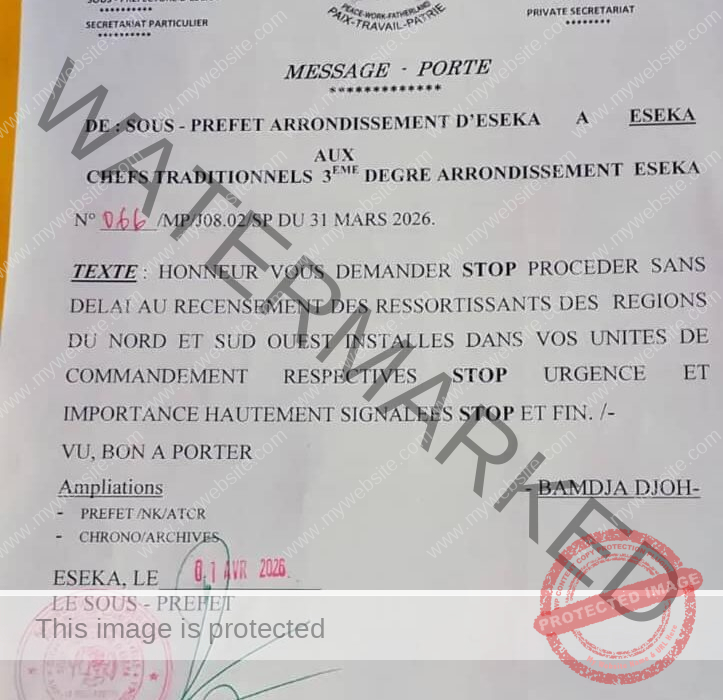 **********
SECRETARIAT PARTICULIER
PEACE-WORK-FATHERLAND
PAIX-TRAVAIL-PATRIE
PRIVATE SECRETARIAT
********
MESSAGE - PORTE
*************
DE : SOUS - PREFET ARRONDISSEMENT D'ESEKA A ESEKA
AUX
CHEFS TRADITIONNELS 3EME DEGRE ARRONDISSEMENT ESEKA
N° 066 /MP/J08.02/SP DU 31 MARS 2026.
TEXTE : HONNEUR VOUS DEMANDER STOP PROCEDER SANS
DELAI AU RECENSEMENT DES RESSORTISSANTS DES REGIONS
DU NORD ET SUD OUEST INSTALLES DANS VOS UNITES DE
COMMANDEMENT RESPECTIVES STOP URGENCE ET
IMPORTANCE HAUTEMENT SIGNALEES STOP ET FIN. /-
VU, BON A PORTER
Ampliations
- PREFET /NK/ATCR
- CHRONO/ARCHIVES
- BAMDJA DJOH-
ESEKA, LE 01 AVR 2026
LE SOUS - PREFET
This image is protected
WATERMARKED
www.mywebsite.com
PROTECTED IMAGE